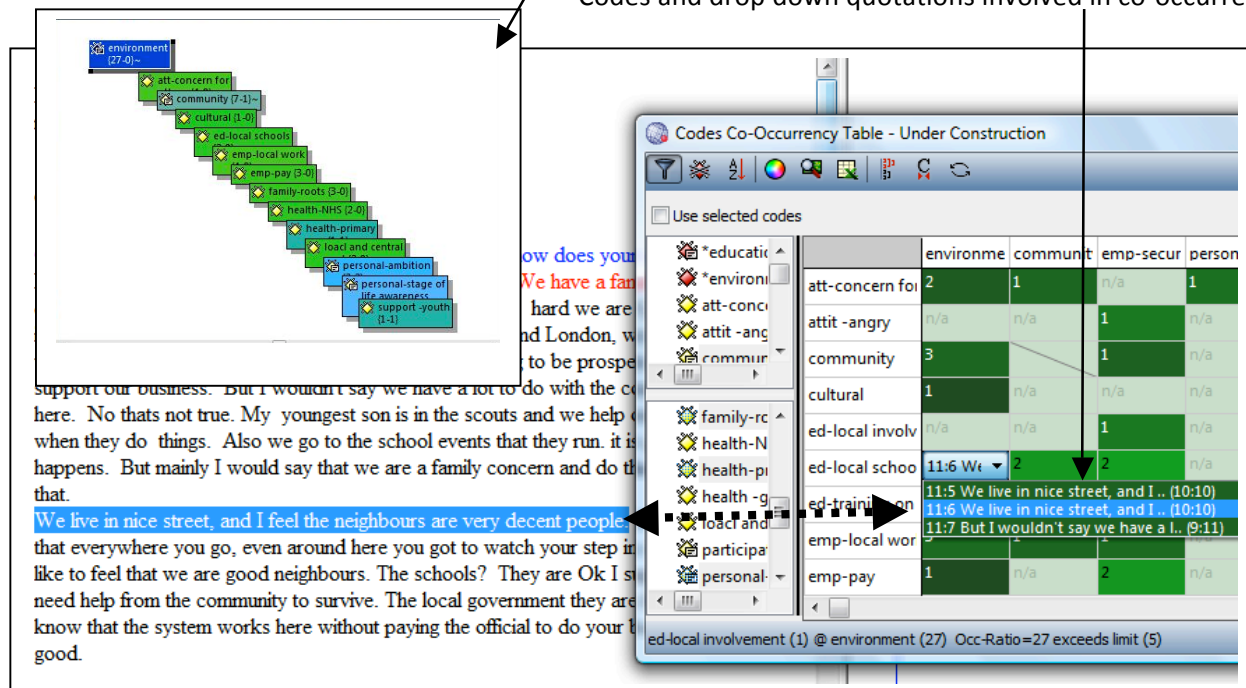 Codes and drop down quotations involved in co-occurre
environment
{27-0}~
att-concern for
community {7-1}~
cultural {1-0}
ed-local schools
emp-local work
emp-pay {3-0}
family-roots {3-0}
health-NHS {2-0}
health-primary
loacl and central
personal-ambition
personal-stage of
life awareness
support -youth
{1-1}
ow does your
We have a fam
hard we are
nd London, w
to be prospe
support our business. But I wouldn't say we have a lot to do with the co
here. No thats not true. My youngest son is in the scouts and we help o
when they do things. Also we go to the school events that they run. it is
happens. But mainly I would say that we are a family concern and do th
that.
We live in nice street, and I feel the neighbours are very decent people.
that everywhere you go, even around here you got to watch your step in
like to feel that we are good neighbours. The schools? They are Ok I su
need help from the community to survive. The local government they are
know that the system works here without paying the official to do your b
good.
Codes Co-Occurrency Table - Under Construction
Use selected codes
*educatic
*environ
att-conce
attit -ang
commur
family-rc
health-N
health-pr
health -g
loacl and
participat
personal-
environme communit emp-secur person
att-concern for 2 1 n/a 1
attit -angry n/a n/a 1 n/a
community 3 1 n/a
cultural 1 n/a n/a n/a
ed-local involv n/a n/a 1 n/a
ed-local schoo 11:6 We 2 2 n/a
ed-training on
11:5 We live in nice street, and I .. (10:10)
11:6 We live in nice street, and I .. (10:10)
11:7 But I wouldn't say we have a l.. (9:11)
emp-local wor
emp-pay 1 n/a 2 n/a
ed-local involvement (1) @ environment (27) Occ-Ratio=27 exceeds limit (5)